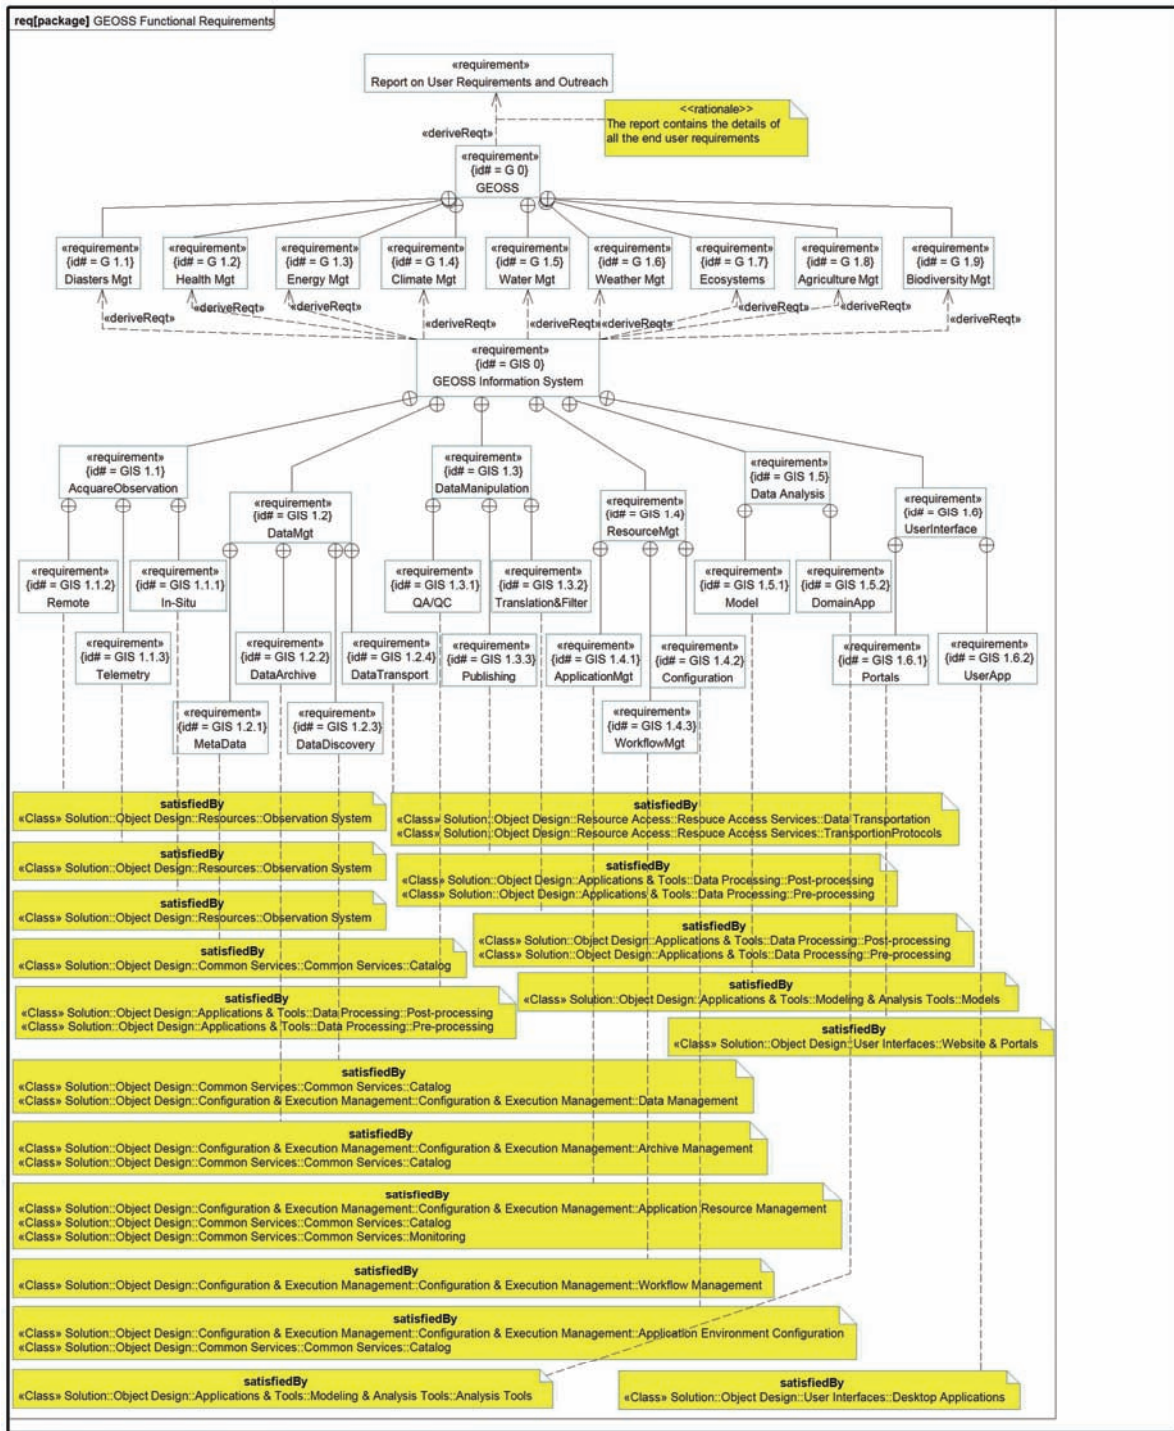 req[package] GEOSS Functional Requirements
«requirement»
Report on User Requirements and Outreach
<<rationale>>
The report contains the details of
all the end user requirements
«deriveReqt»
«requirement»
{id# = G 0}
GEOSS
«requirement»
{id# = G 1.1}
Diasters Mgt
«requirement»
{id# = G 1.2}
Health Mgt
«requirement»
{id# = G 1.3}
Energy Mgt
«requirement»
{id# = G 1.4}
Climate Mgt
«requirement»
{id# = G 1.5}
Water Mgt
«requirement»
{id# = G 1.6}
Weather Mgt
«requirement»
{id# = G 1.7}
Ecosystems
«requirement»
{id# = G 1.8}
Agriculture Mgt
«requirement»
{id# = G 1.9}
Biodiversity Mgt
«deriveReqt»
«deriveReqt»
«deriveReqt»
«deriveReqt»
«deriveReqt»
«deriveReqt»
«deriveReqt»
«deriveReqt»
«deriveReqt»
«requirement»
{id# = GIS 0}
GEOSS Information System
«requirement»
{id# = GIS 1.1}
AcquareObservation
«requirement»
{id# = GIS 1.2}
DataMgt
«requirement»
{id# = GIS 1.3}
DataManipulation
«requirement»
{id# = GIS 1.4}
ResourceMgt
«requirement»
{id# = GIS 1.5}
Data Analysis
«requirement»
{id# = GIS 1.6}
UserInterface
«requirement»
{id# = GIS 1.1.2}
Remote
«requirement»
{id# = GIS 1.1.1}
In-Situ
«requirement»
{id# = GIS 1.3.1}
QA/QC
«requirement»
{id# = GIS 1.3.2}
Translation&Filter
«requirement»
{id# = GIS 1.5.1}
Model
«requirement»
{id# = GIS 1.5.2}
DomainApp
«requirement»
{id# = GIS 1.1.3}
Telemetry
«requirement»
{id# = GIS 1.2.2}
DataArchive
«requirement»
{id# = GIS 1.2.4}
DataTransport
«requirement»
{id# = GIS 1.3.3}
Publishing
«requirement»
{id# = GIS 1.4.1}
ApplicationMgt
«requirement»
{id# = GIS 1.4.2}
Configuration
«requirement»
{id# = GIS 1.6.1}
Portals
«requirement»
{id# = GIS 1.6.2}
UserApp
«requirement»
{id# = GIS 1.2.1}
MetaData
«requirement»
{id# = GIS 1.2.3}
DataDiscovery
«requirement»
{id# = GIS 1.4.3}
WorkflowMgt
satisfiedBy
«Class» Solution::Object Design::Resources::Observation System
satisfiedBy
«Class» Solution::Object Design::Resource Access::Resouce Access Services::Data Transportation
«Class» Solution::Object Design::Resource Access::Resouce Access Services::TransportionProtocols
satisfiedBy
«Class» Solution::Object Design::Resources::Observation System
satisfiedBy
«Class» Solution::Object Design::Applications & Tools::Data Processing::Post-processing
«Class» Solution::Object Design::Applications & Tools::Data Processing::Pre-processing
satisfiedBy
«Class» Solution::Object Design::Resources::Observation System
satisfiedBy
«Class» Solution::Object Design::Applications & Tools::Data Processing::Post-processing
«Class» Solution::Object Design::Applications & Tools::Data Processing::Pre-processing
satisfiedBy
«Class» Solution::Object Design::Common Services::Common Services::Catalog
satisfiedBy
«Class» Solution::Object Design::Applications & Tools::Modeling & Analysis Tools::Models
satisfiedBy
«Class» Solution::Object Design::Applications & Tools::Data Processing::Post-processing
«Class» Solution::Object Design::Applications & Tools::Data Processing::Pre-processing
satisfiedBy
«Class» Solution::Object Design::User Interfaces::Website & Portals
satisfiedBy
«Class» Solution::Object Design::Common Services::Common Services::Catalog
«Class» Solution::Object Design::Configuration & Execution Management::Configuration & Execution Management::Data Management
satisfiedBy
«Class» Solution::Object Design::Configuration & Execution Management::Configuration & Execution Management::Archive Management
«Class» Solution::Object Design::Common Services::Common Services::Catalog
satisfiedBy
«Class» Solution::Object Design::Configuration & Execution Management::Configuration & Execution Management::Application Resource Management
«Class» Solution::Object Design::Common Services::Common Services::Catalog
«Class» Solution::Object Design::Common Services::Common Services::Monitoring
satisfiedBy
«Class» Solution::Object Design::Configuration & Execution Management::Configuration & Execution Management::Workflow Management
satisfiedBy
«Class» Solution::Object Design::Configuration & Execution Management::Configuration & Execution Management::Application Environment Configuration
«Class» Solution::Object Design::Common Services::Common Services::Catalog
satisfiedBy
«Class» Solution::Object Design::Applications & Tools::Modeling & Analysis Tools::Analysis Tools
satisfiedBy
«Class» Solution::Object Design::User Interfaces::Desktop Applications